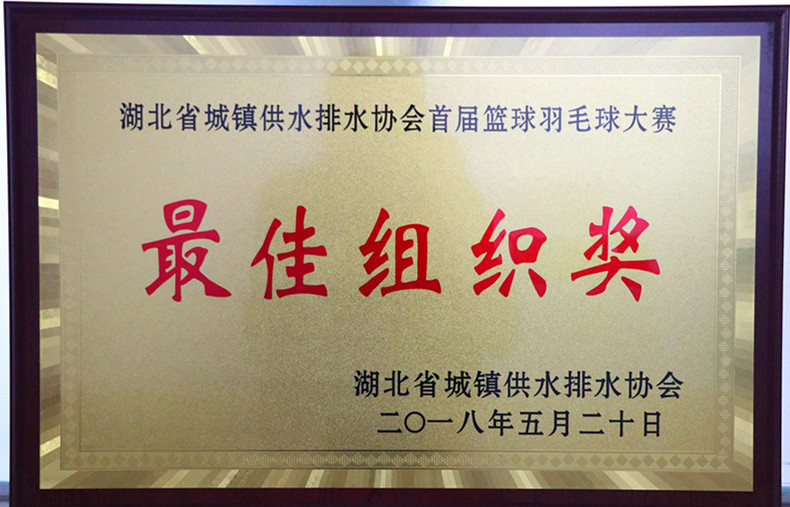 湖北省城镇供水排水协会首届篮球羽毛球大赛
最佳组织奖
湖北省城镇供水排水协会
二〇一八年五月二十日